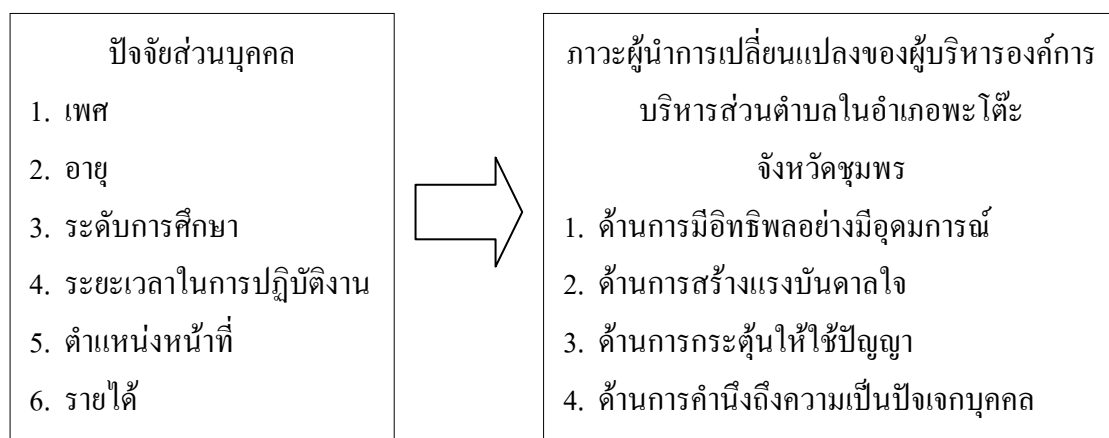 ปัจจัยส่วนบุคคล
1. เพศ
2. อายุ
3. ระดับการศึกษา
4. ระยะเวลาในการปฏิบัติงาน
5. ตำแหน่งหน้าที่
6. รายได้
ภาวะผู้นำการเปลี่ยนแปลงของผู้บริหารองค์การ
บริหารส่วนตำบลในอำเภอพะโต๊ะ
จังหวัดชุมพร
1. ด้านการมีอิทธิพลอย่างมีอุดมการณ์
2. ด้านการสร้างแรงบันดาลใจ
3. ด้านการกระตุ้นให้ใช้ปัญญา
4. ด้านการคำนึงถึงความเป็นปัจเจกบุคคล